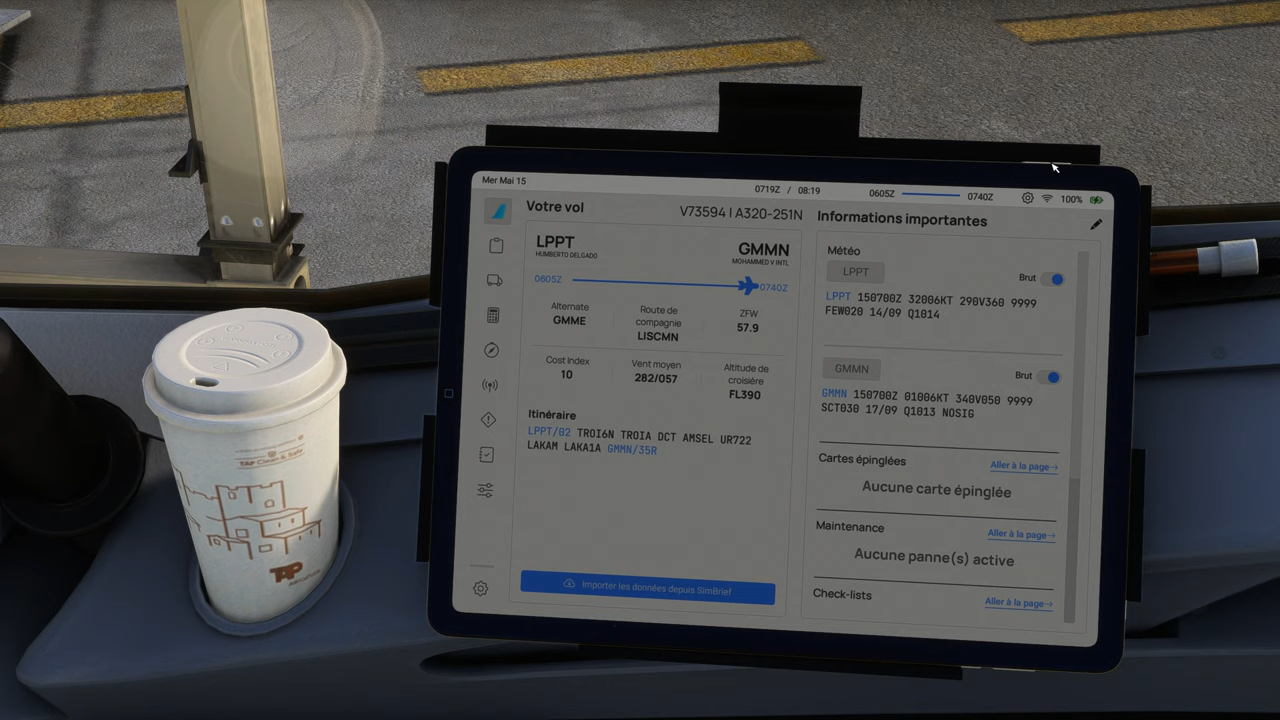 Mer Mai 15
0719Z / 08:19
0605Z
0740Z
100%
Votre vol
V73594 | A320-251N
LPPT
HUMBERTO DELGADO
GMMN
MOHAMMED V INTL
0605Z
0740Z
Alternate
GMME
Route de
compagnie
LISCMN
ZFW
57.9
Cost Index
10
Vent moyen
282/057
Altitude de
croisière
FL390
Itinéraire
LPPT/02 TROI6N TROIA DCT AMSEL UR722
LAKAM LAKA1A GMMN/35R
Importer les données depuis SimBrief
Informations importantes
Météo
LPPT
Brut
LPPT 150700Z 32006KT 290V360 9999
FEW020 14/09 Q1014
GMMN
Brut
GMMN 150700Z 01006KT 340V050 9999
SCT030 17/09 Q1013 NOSIG
Cartes épinglées
Aller à la page→
Aucune carte épinglée
Maintenance
Aller à la page→
Aucune panne(s) active
Check-lists
Aller à la page→
TAP Clean & Safe
TAP